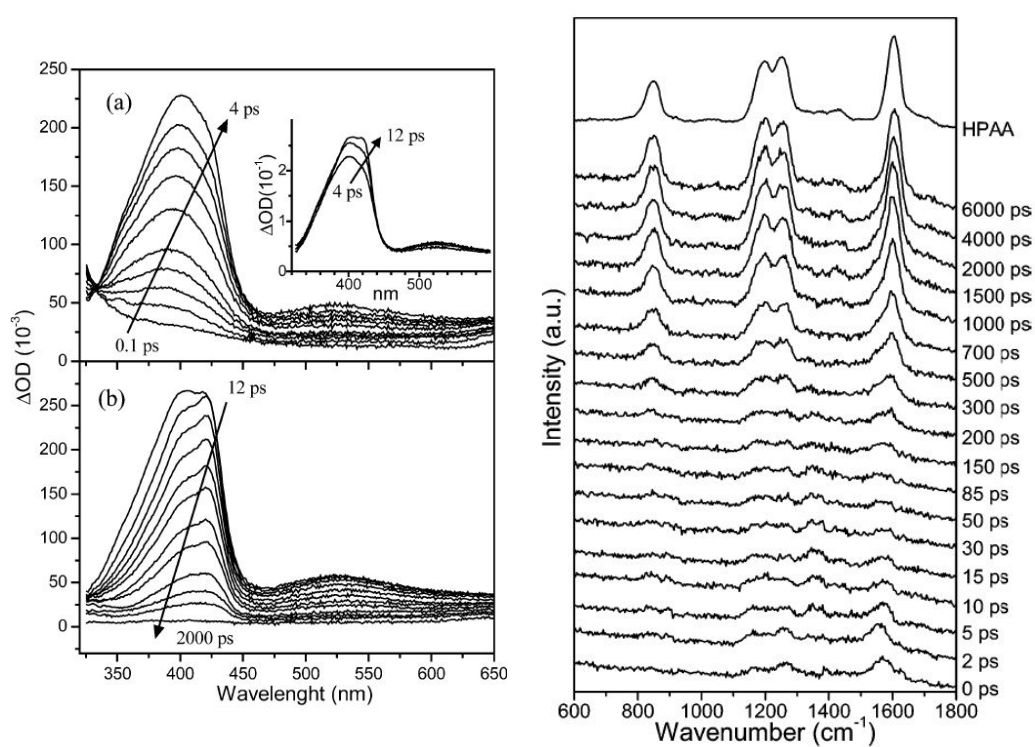 250
200
150
100
50
0
(a)
4 ps
0.1 ps
ΔOD(10⁻¹)
2
1
0
12 ps
4 ps
400
nm
500
ΔOD (10⁻³)
250
200
150
100
50
0
(b)
12 ps
2000 ps
350
400
450
500
550
600
650
Wavelenght (nm)
Intensity (a.u.)
HPAA
6000 ps
4000 ps
2000 ps
1500 ps
1000 ps
700 ps
500 ps
300 ps
200 ps
150 ps
85 ps
50 ps
30 ps
15 ps
10 ps
5 ps
2 ps
0 ps
600
800
1000
1200
1400
1600
1800
Wavenumber (cm⁻¹)